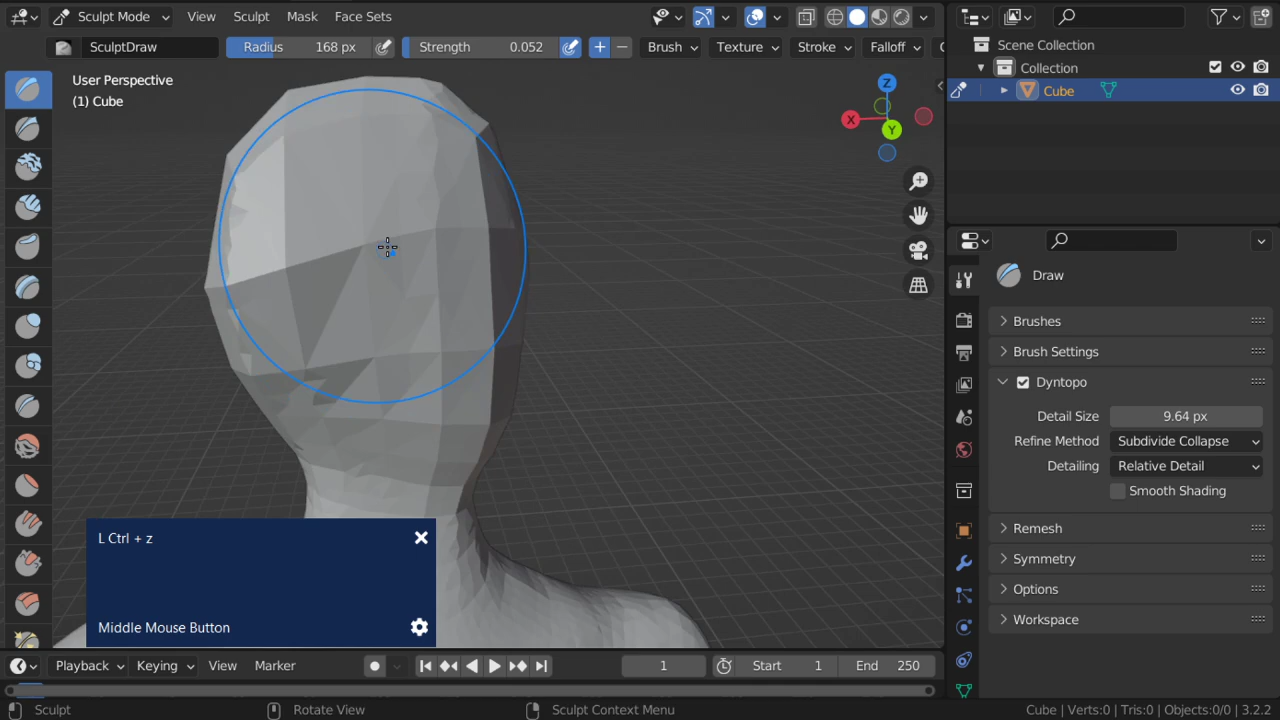 Sculpt Mode View Sculpt Mask Face Sets
SculptDraw Radius 168 px Strength 0.052 Brush Texture Stroke Falloff
User Perspective
(1) Cube
Z
X
Y
L Ctrl + z
Middle Mouse Button
Scene Collection
Collection
Cube
Draw
Brushes
Brush Settings
Dyntopo
Detail Size 9.64 px
Refine Method Subdivide Collapse
Detailing Relative Detail
Smooth Shading
Remesh
Symmetry
Options
Workspace
Playback Keying View Marker 1 Start 1 End 250
Sculpt Rotate View Sculpt Context Menu Cube | Verts:0 | Tris:0 | Objects:0/0 | 3.2.2